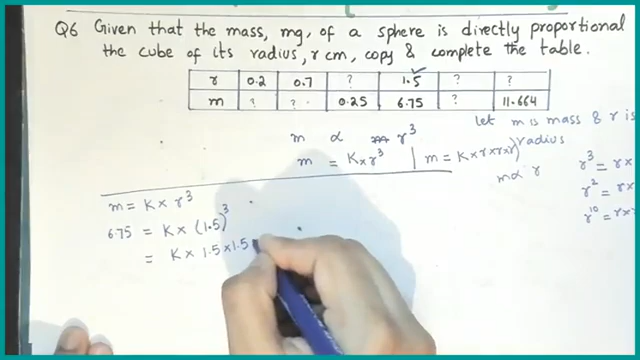 Q6 Given that the mass, mg, of a sphere is directly proportional
the cube of its radius, r cm, copy & complete the table.
r 0.2 0.7 ? 1.5 ? ?
m ? ? 0.25 6.75 ? 11.664
let m is mass & r is
radius
m ∝ r³
m = K×r³ | m = K×r×r×r
m∝ r
r³ = r×
r² = r×
r¹⁰ = r×
m = K × r³
6.75 = K × (1.5)³
= K × 1.5×1.5